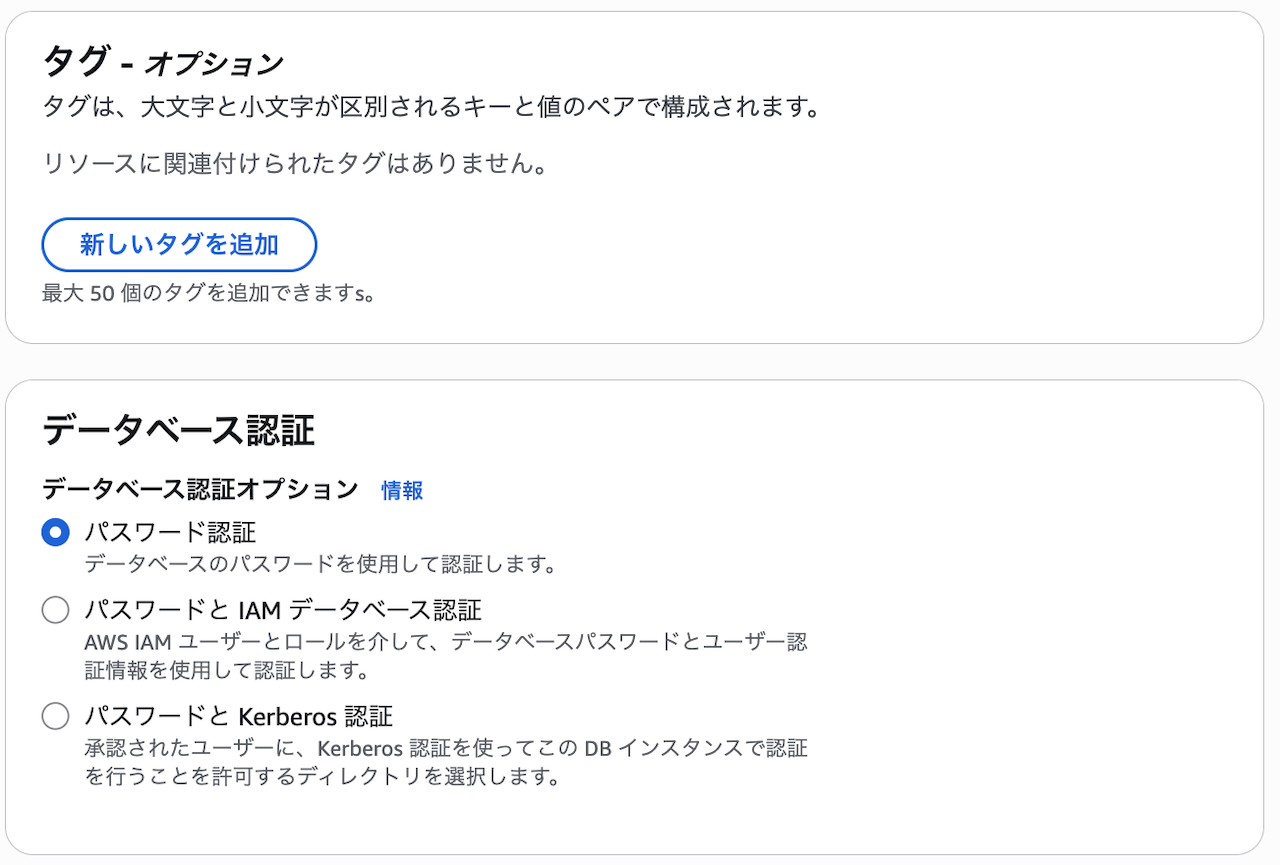 タグ - オプション
タグは、大文字と小文字が区別されるキーと値のペアで構成されます。
リソースに関連付けられたタグはありません。
新しいタグを追加
最大 50 個のタグを追加できますs。
データベース認証
データベース認証オプション 情報
パスワード認証
データベースのパスワードを使用して認証します。
パスワードと IAM データベース認証
AWS IAM ユーザーとロールを介して、データベースパスワードとユーザー認
証情報を使用して認証します。
パスワードと Kerberos 認証
承認されたユーザーに、Kerberos 認証を使ってこの DB インスタンスで認証
を行うことを許可するディレクトリを選択します。